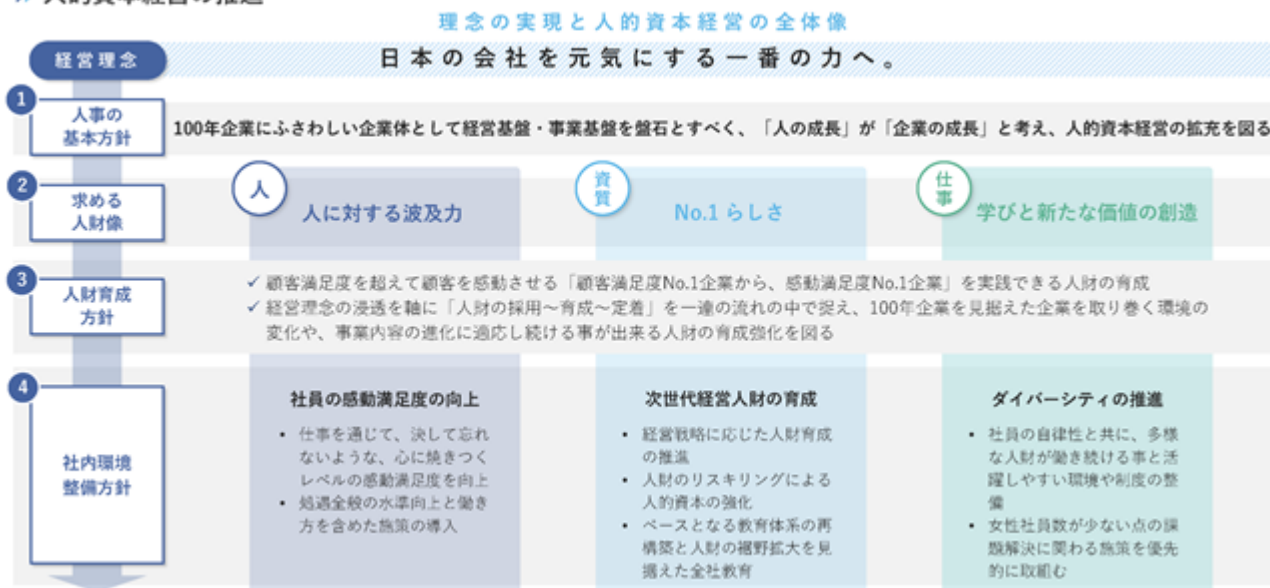 人的資本経営の推進
理念の実現と人的資本経営の全体像
経営理念
日本の会社を元気にする一番の力へ。
1
人事の
基本方針
100年企業にふさわしい企業体として経営基盤・事業基盤を盤石とすべく、「人の成長」が「企業の成長」と考え、人的資本経営の拡充を図る
2
求める
人財像
人
人に対する波及力
資質
No.1 らしさ
仕事
学びと新たな価値の創造
3
人財育成
方針
✓ 顧客満足度を超えて顧客を感動させる「顧客満足度No.1企業から、感動満足度No.1企業」を実践できる人財の育成
✓ 経営理念の浸透を軸に「人財の採用～育成～定着」を一連の流れの中で捉え、100年企業を見据えた企業を取り巻く環境の
変化や、事業内容の進化に適応し続ける事が出来る人財の育成強化を図る
4
社内環境
整備方針
社員の感動満足度の向上
• 仕事を通じて、決して忘れ
ないような、心に焼きつく
レベルの感動満足度を向上
• 処遇全般の水準向上と働き
方を含めた施策の導入
次世代経営人財の育成
• 経営戦略に応じた人財育成
の推進
• 人財のリスキリングによる
人的資本の強化
• ベースとなる教育体系の再
構築と人財の裾野拡大を見
据えた全社教育
ダイバーシティの推進
• 社員の自律性と共に、多様
な人財が働き続ける事と活
躍しやすい環境や制度の整
備
• 女性社員数が少ない点の課
題解決に関わる施策を優先
的に取組む